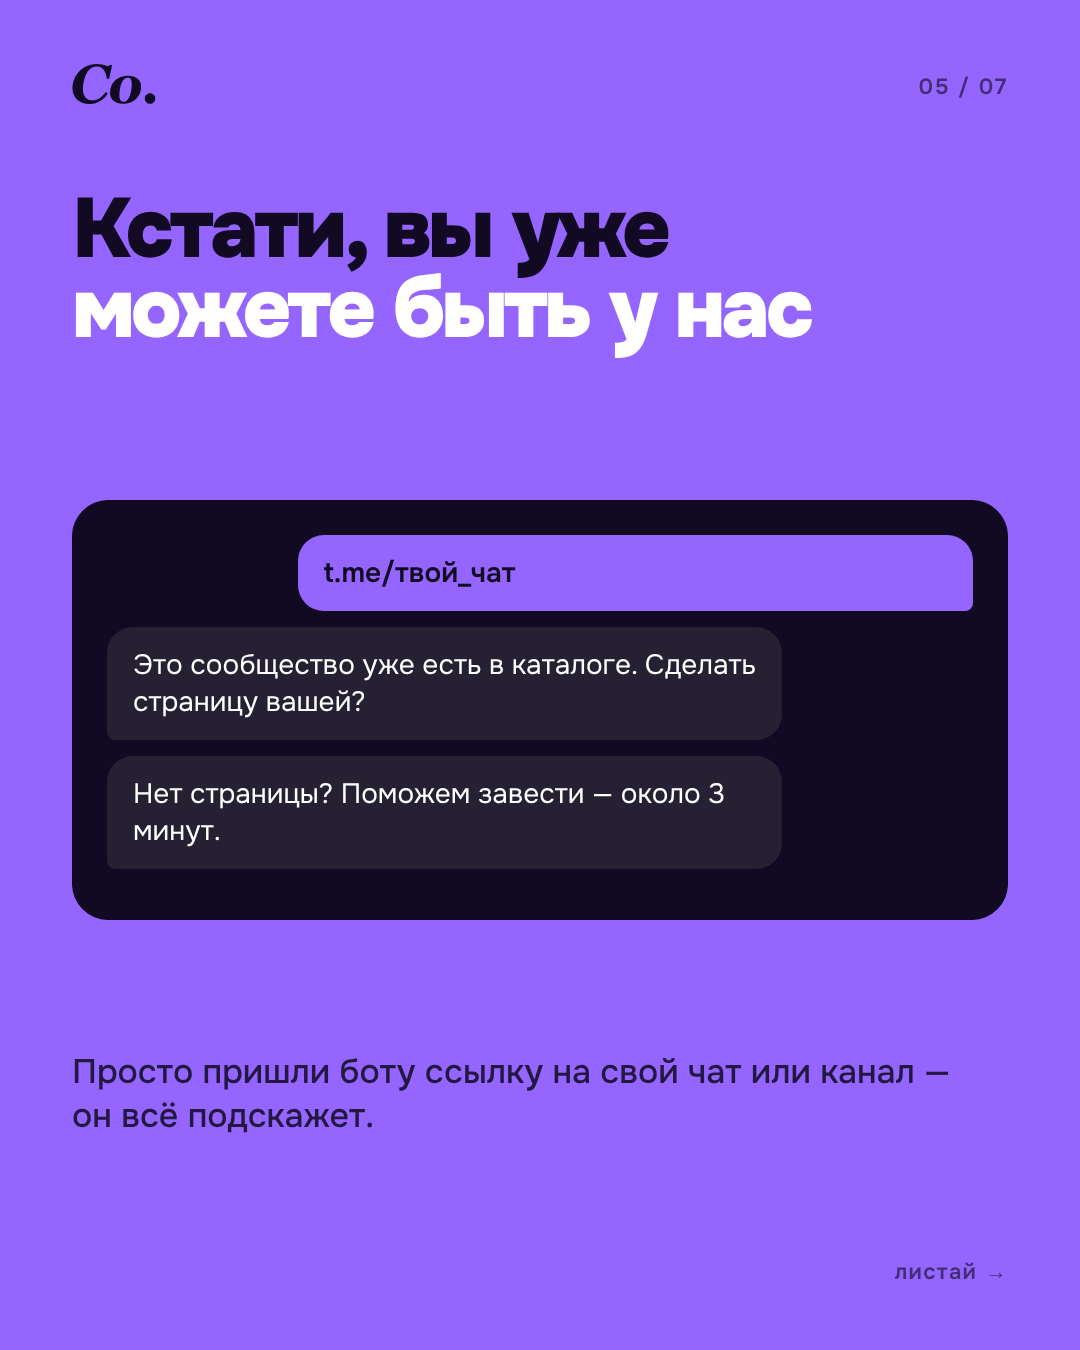 Co.
05 / 07
Кстати, вы уже
можете быть у нас
t.me/твой_чат
Это сообщество уже есть в каталоге. Сделать
страницу вашей?
Нет страницы? Поможем завести — около 3
минут.
Просто пришли боту ссылку на свой чат или канал —
он всё подскажет.
листай →